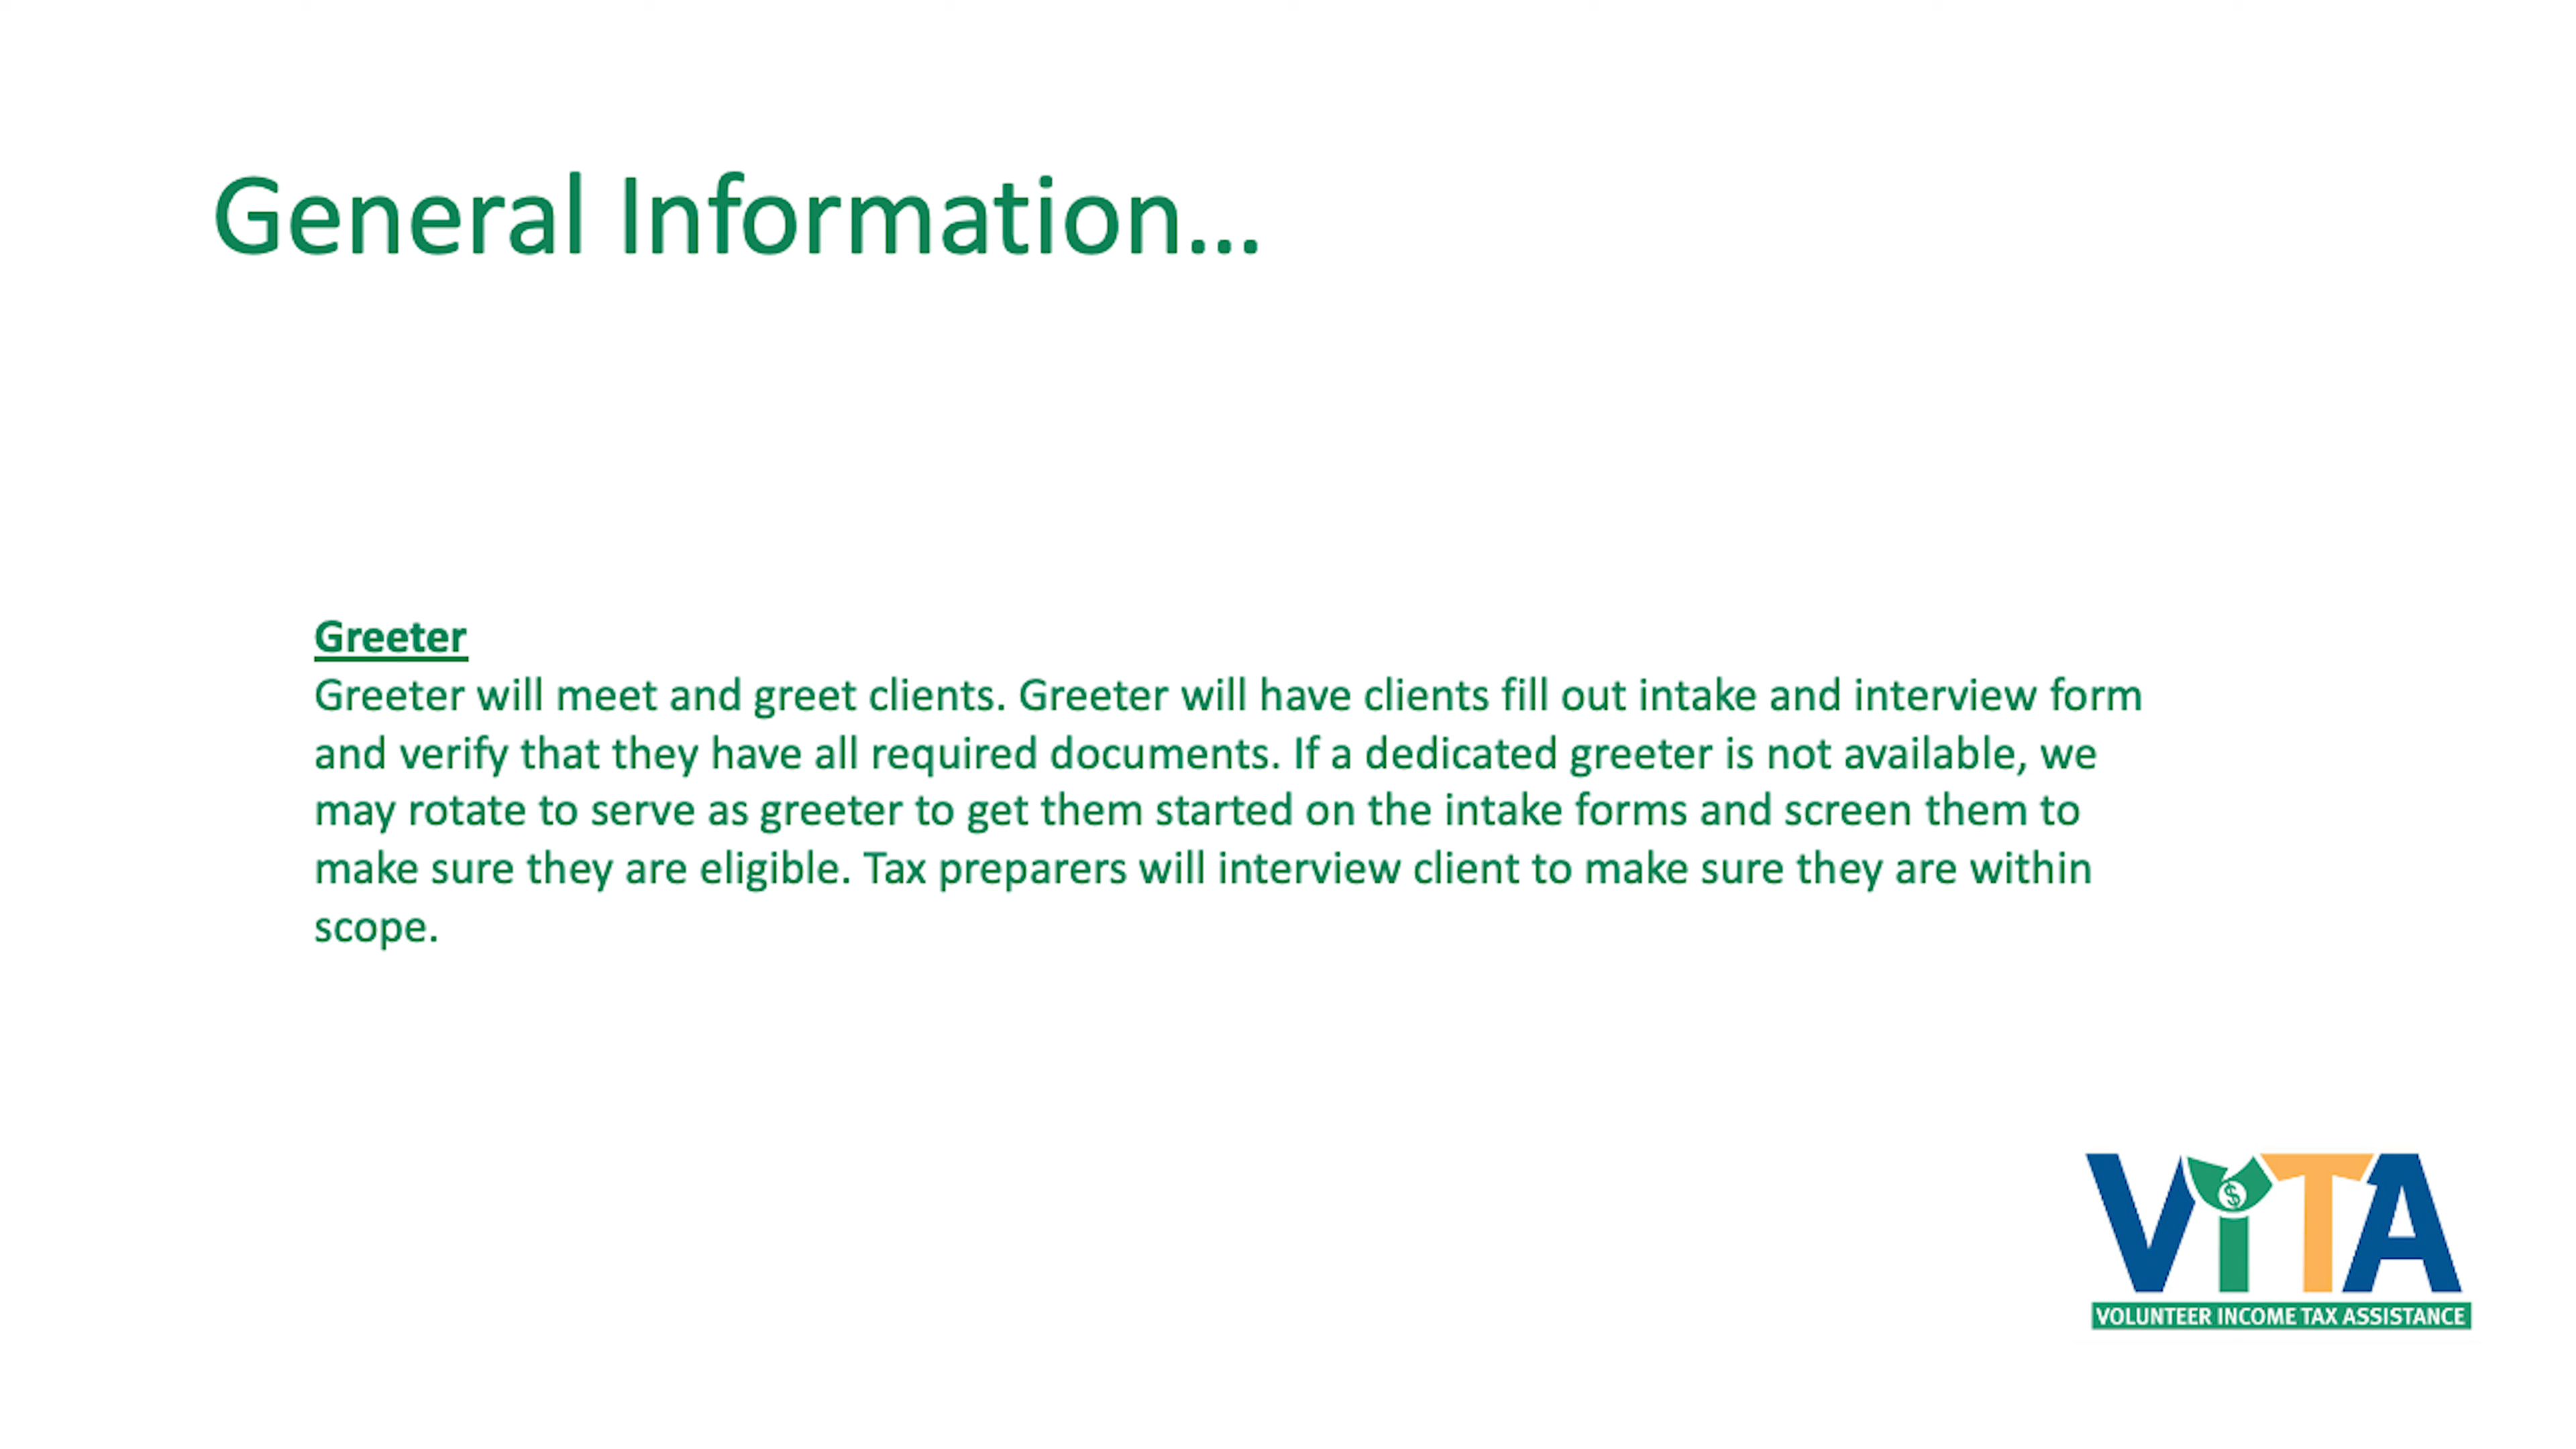 General Information...
Greeter
Greeter will meet and greet clients. Greeter will have clients fill out intake and interview form
and verify that they have all required documents. If a dedicated greeter is not available, we
may rotate to serve as greeter to get them started on the intake forms and screen them to
make sure they are eligible. Tax preparers will interview client to make sure they are within
scope.
ViTA
VOLUNTEER INCOME TAX ASSISTANCE